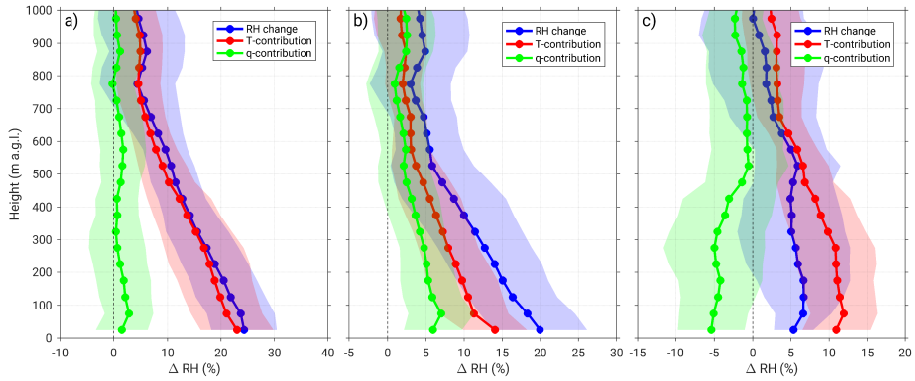 a)
RH change
T-contribution
q-contribution
b)
RH change
T-contribution
q-contribution
c)
RH change
T-contribution
q-contribution
Height (m a.g.l.)
1000
900
800
700
600
500
400
300
200
100
0
-10 0 10 20 30 40
-5 0 5 10 15 20 25 30
-15 -10 -5 0 5 10 15 20
Δ RH (%)
Δ RH (%)
Δ RH (%)